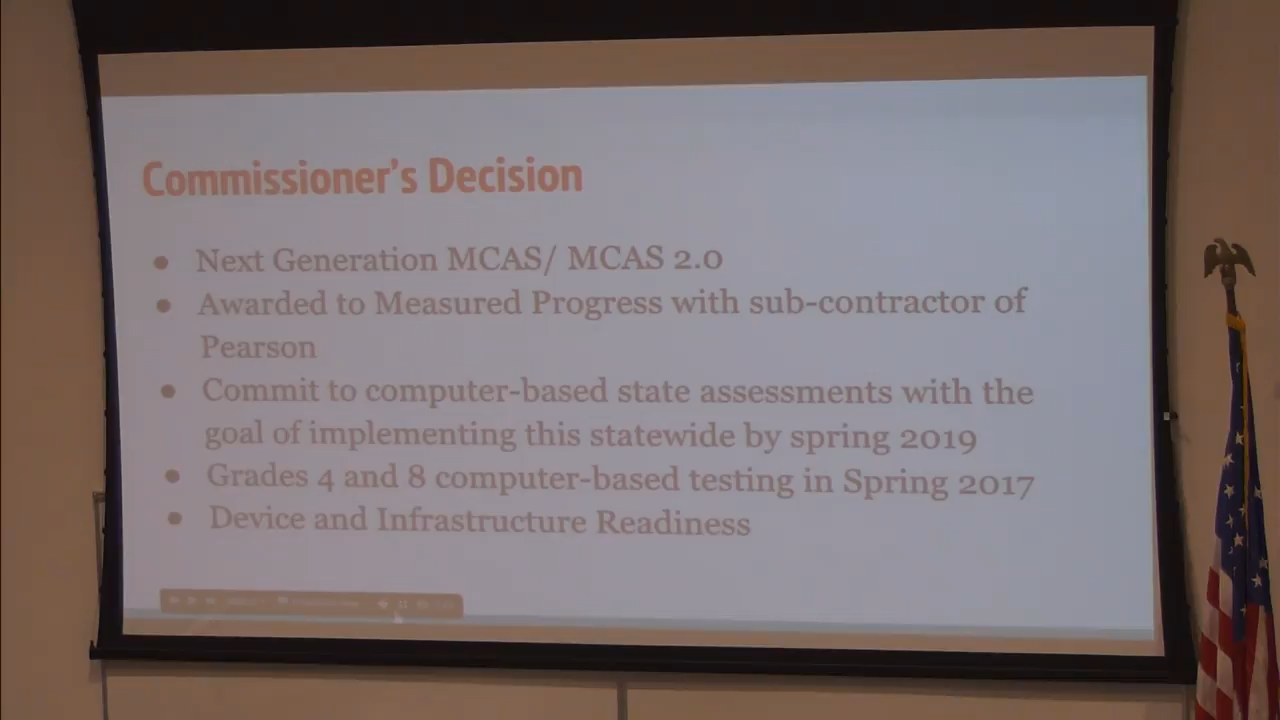 Commissioner's Decision
● Next Generation MCAS/ MCAS 2.0
● Awarded to Measured Progress with sub-contractor of
Pearson
● Commit to computer-based state assessments with the
goal of implementing this statewide by spring 2019
● Grades 4 and 8 computer-based testing in Spring 2017
● Device and Infrastructure Readiness